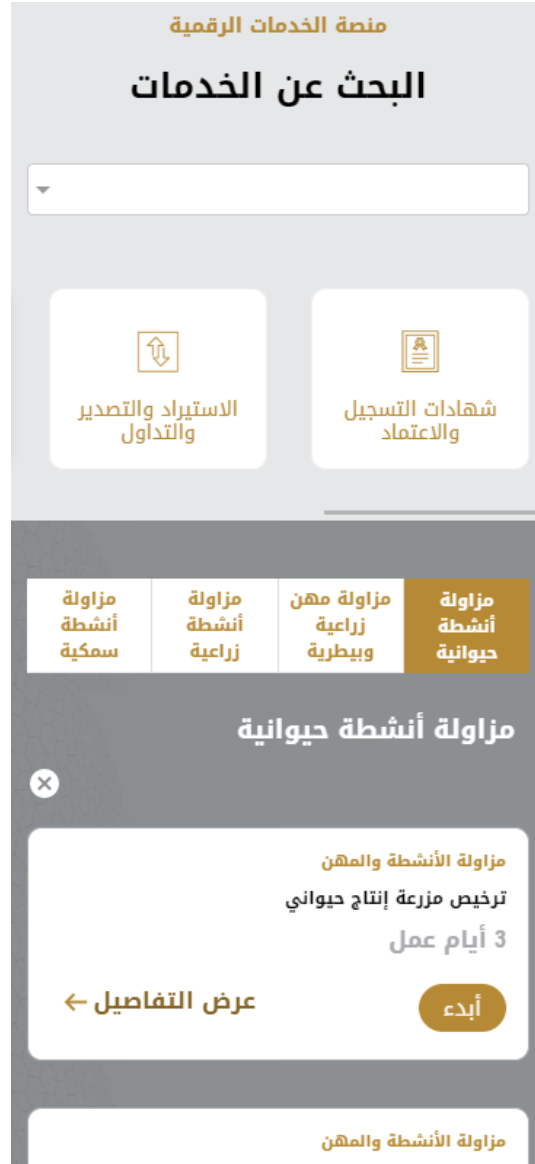 منصة الخدمات الرقمية
البحث عن الخدمات
شهادات التسجيل
والاعتماد
الاستيراد والتصدير
والتداول
مزاولة
أنشطة
حيوانية
مزاولة مهن
زراعية
وبيطرية
مزاولة
أنشطة
زراعية
مزاولة
أنشطة
سمكية
مزاولة أنشطة حيوانية
مزاولة الأنشطة والمهن
ترخيص مزرعة إنتاج حيواني
3 أيام عمل
أبدء
عرض التفاصيل
مزاولة الأنشطة والمهن